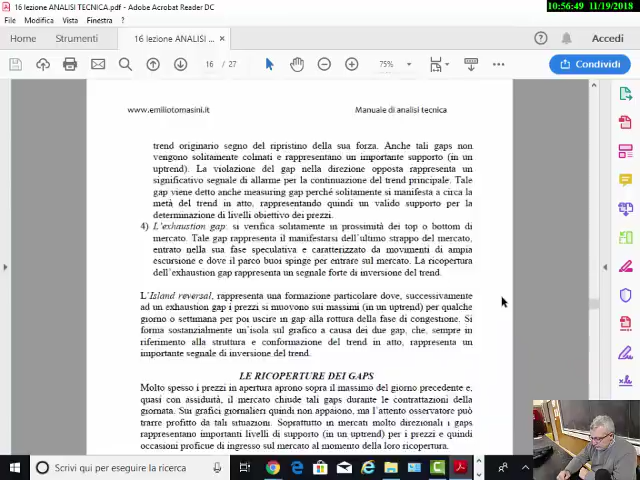 16 lezione ANALISI TECNICA.pdf - Adobe Acrobat Reader DC
10:56:49 11/19/2018
File Modifica Vista Finestra ?
Home Strumenti 16 lezione ANALISI ... × Accedi
16 / 27 75% Condividi
www.emiliotomasini.it Manuale di analisi tecnica
trend originario segno del ripristino della sua forza. Anche tali gaps non
vengono solitamente colmati e rappresentano un importante supporto (in un
uptrend). La violazione del gap nella direzione opposta rappresenta un
significativo segnale di allarme per la continuazione del trend principale. Tale
gap viene detto anche measuring gap perché solitamente si manifesta a circa la
metà del trend in atto, rappresentando quindi un valido supporto per la
determinazione di livelli obiettivo dei prezzi.
4) L'exhaustion gap: si verifica solitamente in prossimità dei top o bottom di
mercato. Tale gap rappresenta il manifestarsi dell'ultimo strappo del mercato,
entrato nella sua fase speculativa e caratterizzato da movimenti di ampia
escursione e dove il parco buoi spinge per entrare sul mercato. La ricopertura
dell'exhaustion gap rappresenta un segnale forte di inversione del trend.
L'Island reversal, rappresenta una formazione particolare dove, successivamente
ad un exhaustion gap i prezzi si muovono sui massimi (in un uptrend) per qualche
giorno o settimana per poi uscire in gap alla rottura della fase di congestione. Si
forma sostanzialmente un'isola sul grafico a causa dei due gap, che, sempre in
riferimento alla struttura e conformazione del trend in atto, rappresentano un
importante segnale di inversione del trend.
LE RICOPERTURE DEI GAPS
Molto spesso i prezzi in apertura aprono sopra il massimo del giorno precedente e,
quasi con assiduità, il mercato chiude tali gaps durante le contrattazioni della
giornata. Sui grafici giornalieri quindi non appaiono, ma l'attento osservatore può
trarre profitto da tali situazioni. Soprattutto in mercati molto direzionali i gaps
rappresentano importanti livelli di supporto (in un uptrend) per i prezzi e quindi
occasioni proficue di ingresso sul mercato al momento della loro ricopertura.
Scrivi qui per eseguire la ricerca